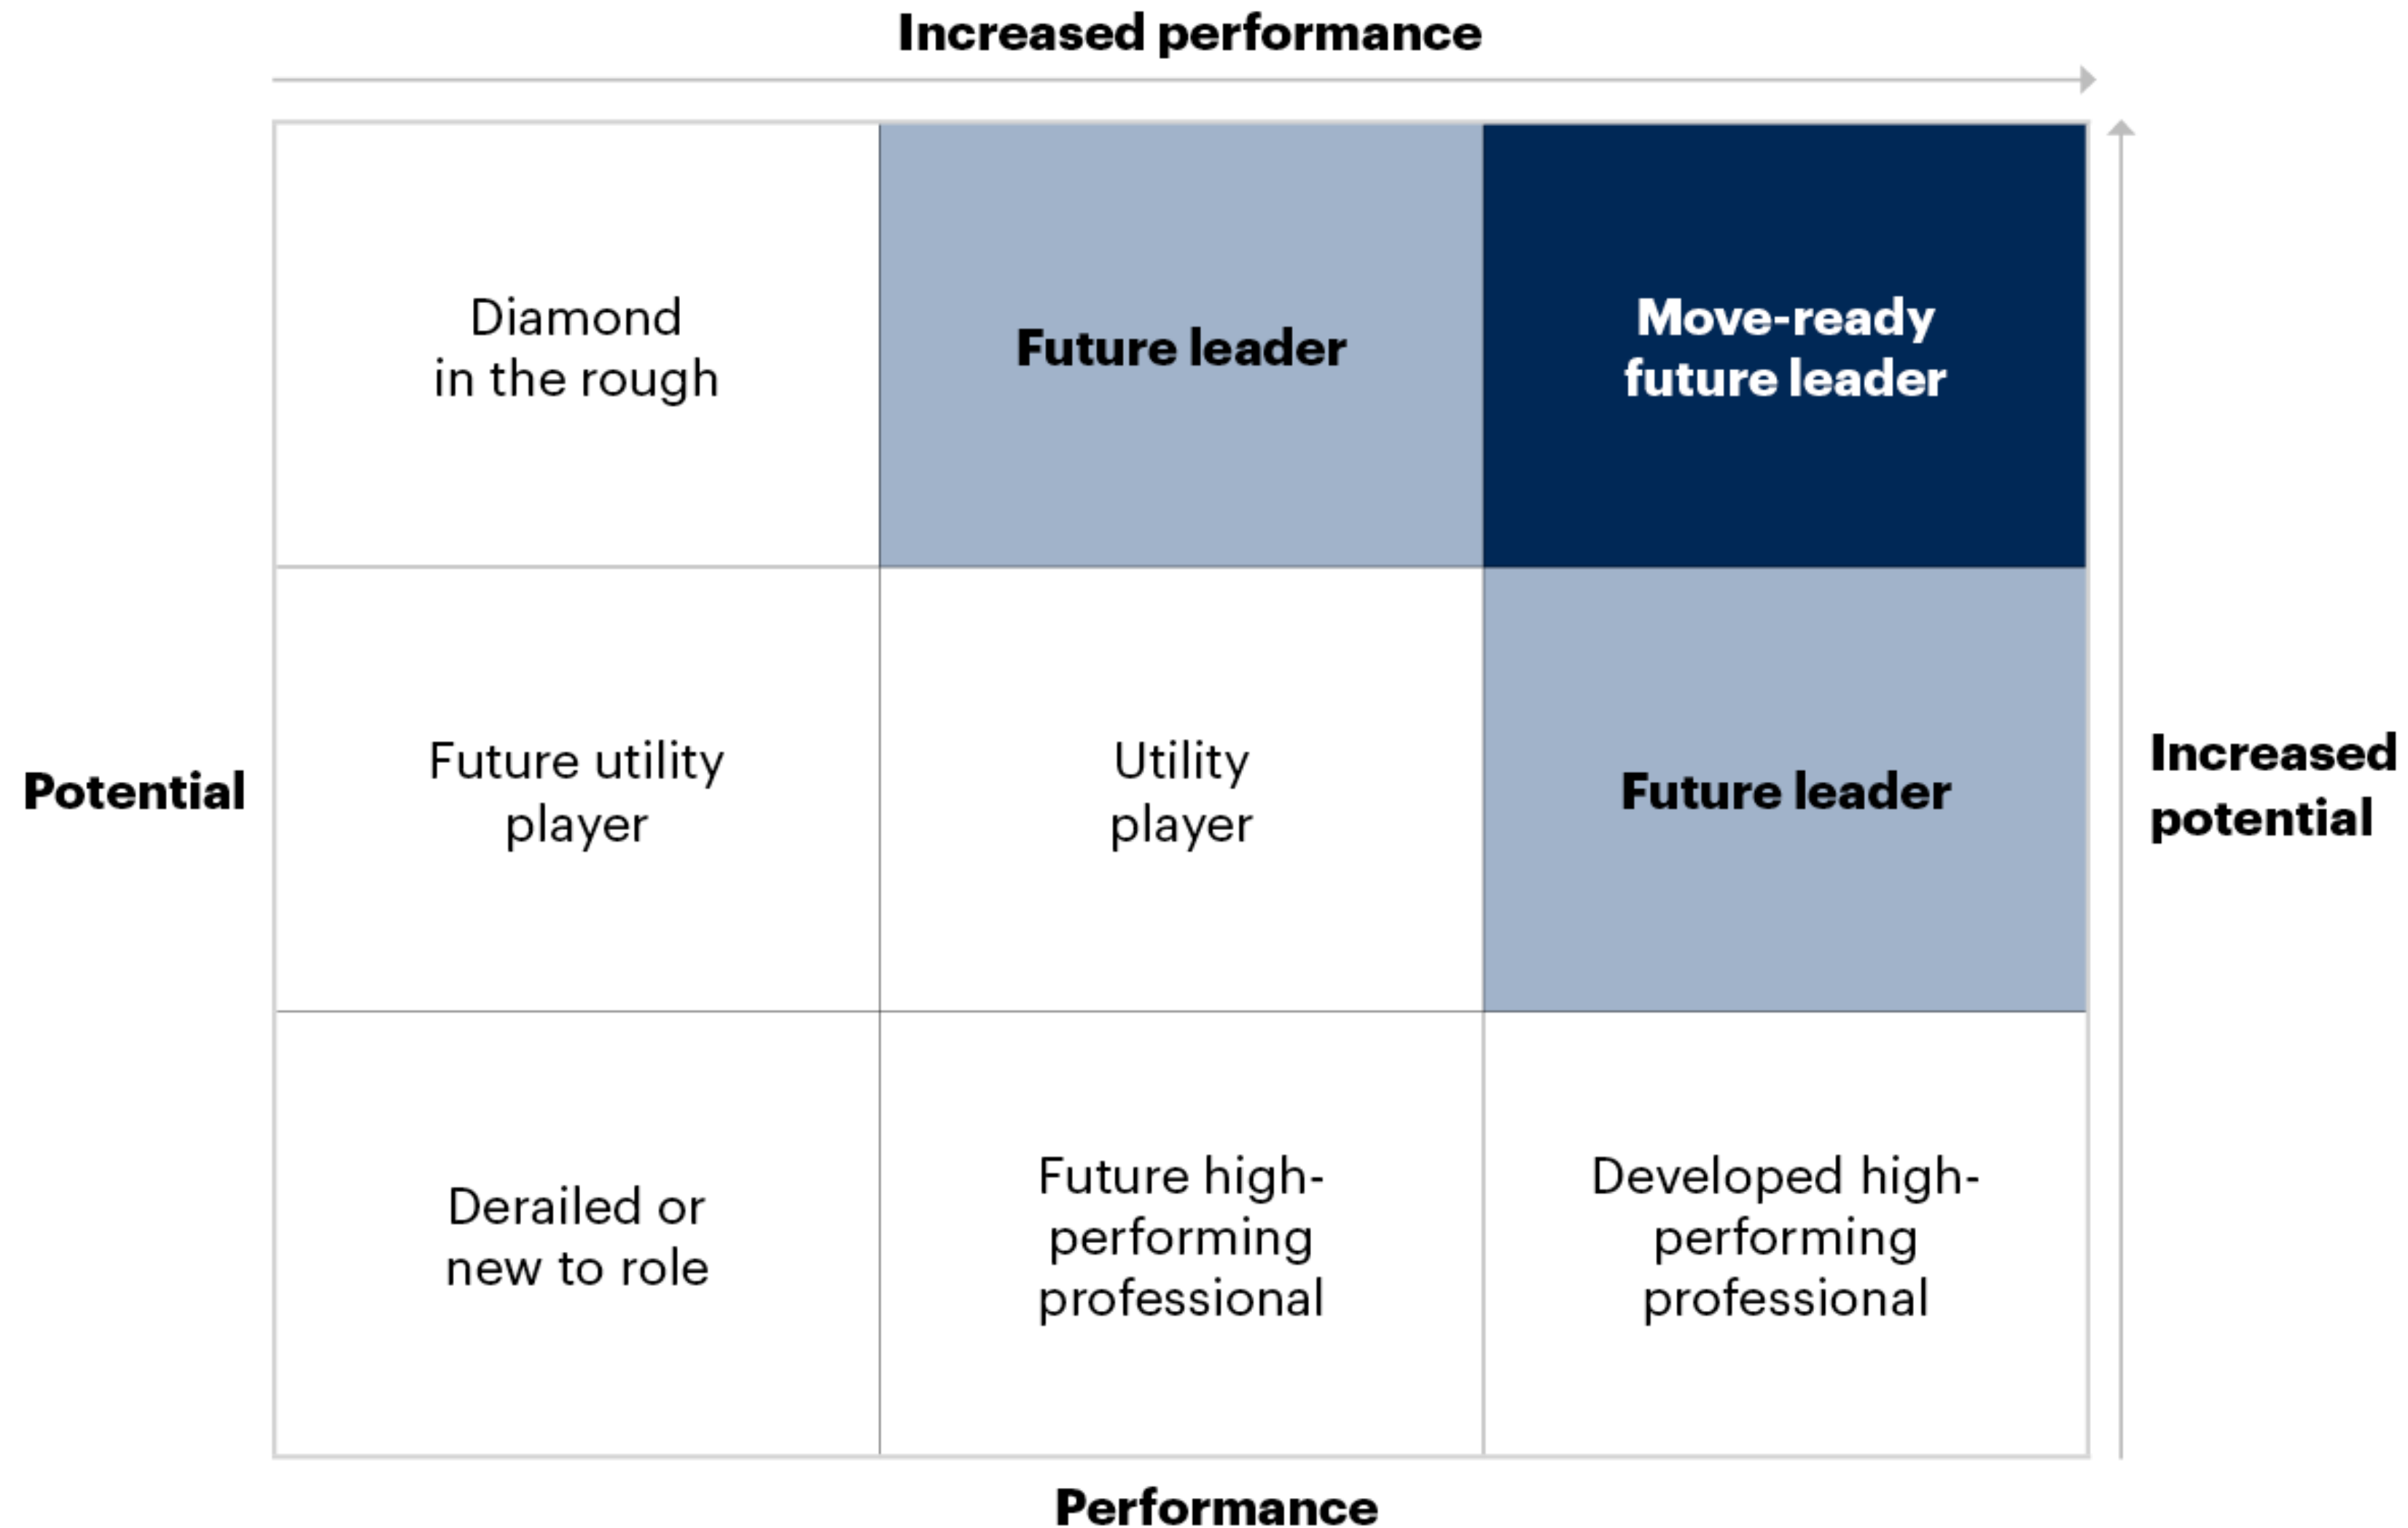 Increased performance
Diamond
in the rough
Future leader
Move-ready
future leader
Potential
Future utility
player
Utility
player
Future leader
Increased
potential
Derailed or
new to role
Future high-
performing
professional
Developed high-
performing
professional
Performance